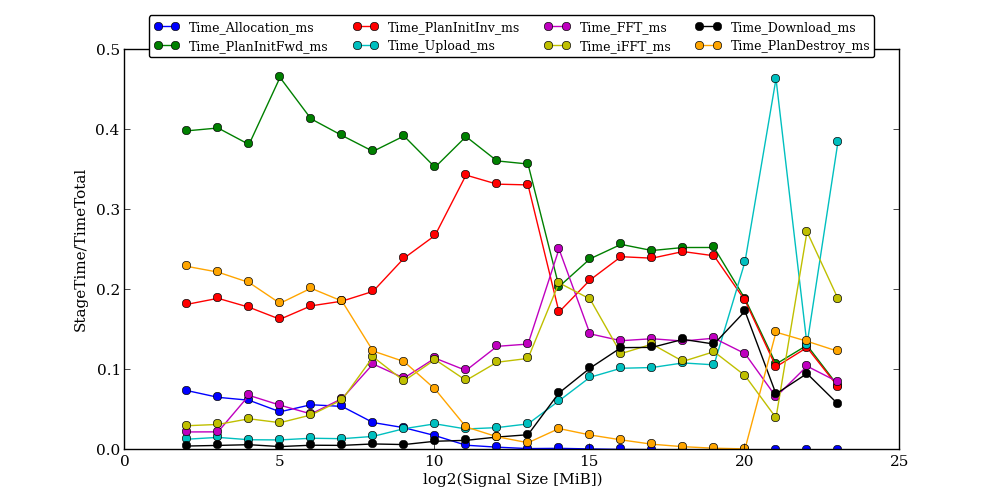 Time_Allocation_ms Time_PlanInitInv_ms Time_FFT_ms Time_Download_ms
Time_PlanInitFwd_ms Time_Upload_ms Time_iFFT_ms Time_PlanDestroy_ms
StageTime/TimeTotal
0.5
0.4
0.3
0.2
0.1
0.0
0 5 10 15 20 25
log2(Signal Size [MiB])